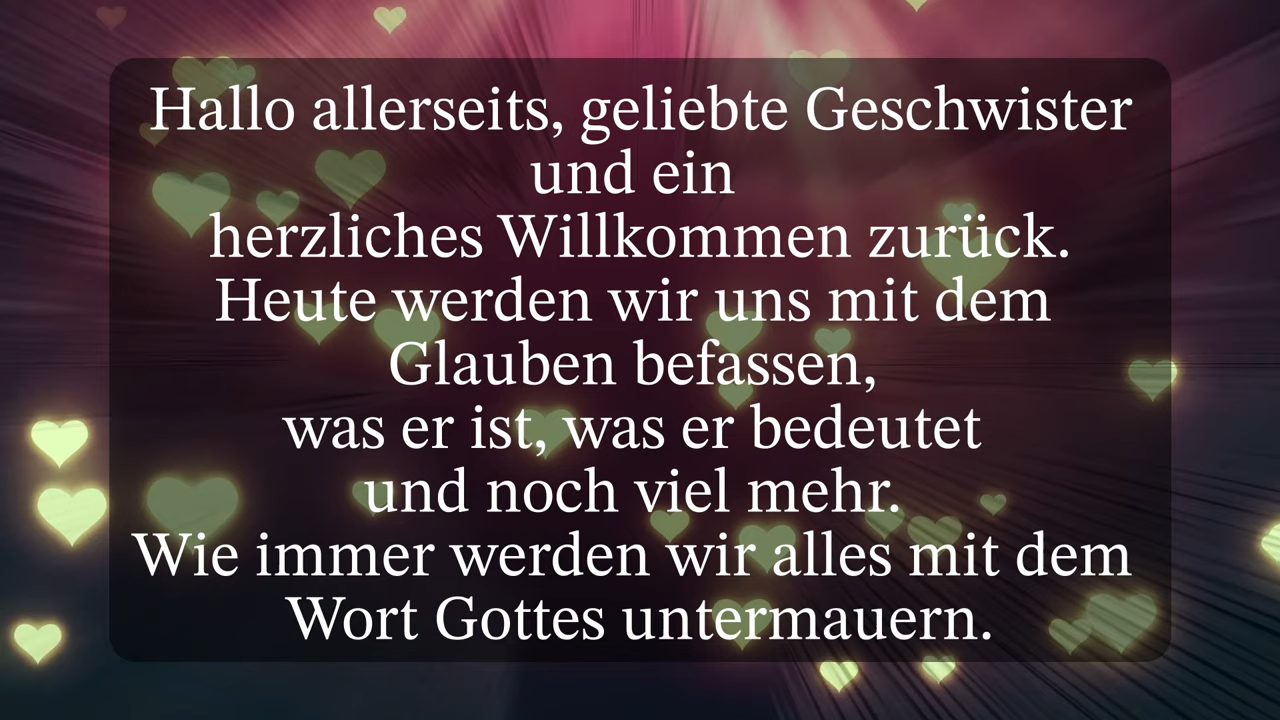 Hallo allerseits, geliebte Geschwister
und ein
herzliches Willkommen zurück.
Heute werden wir uns mit dem
Glauben befassen,
was er ist, was er bedeutet
und noch viel mehr.
Wie immer werden wir alles mit dem
Wort Gottes untermauern.